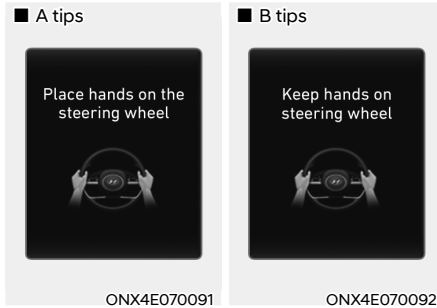 ■ A tips
Place hands on the
steering wheel
ONX4E070091
■ B tips
Keep hands on
steering wheel
ONX4E070092